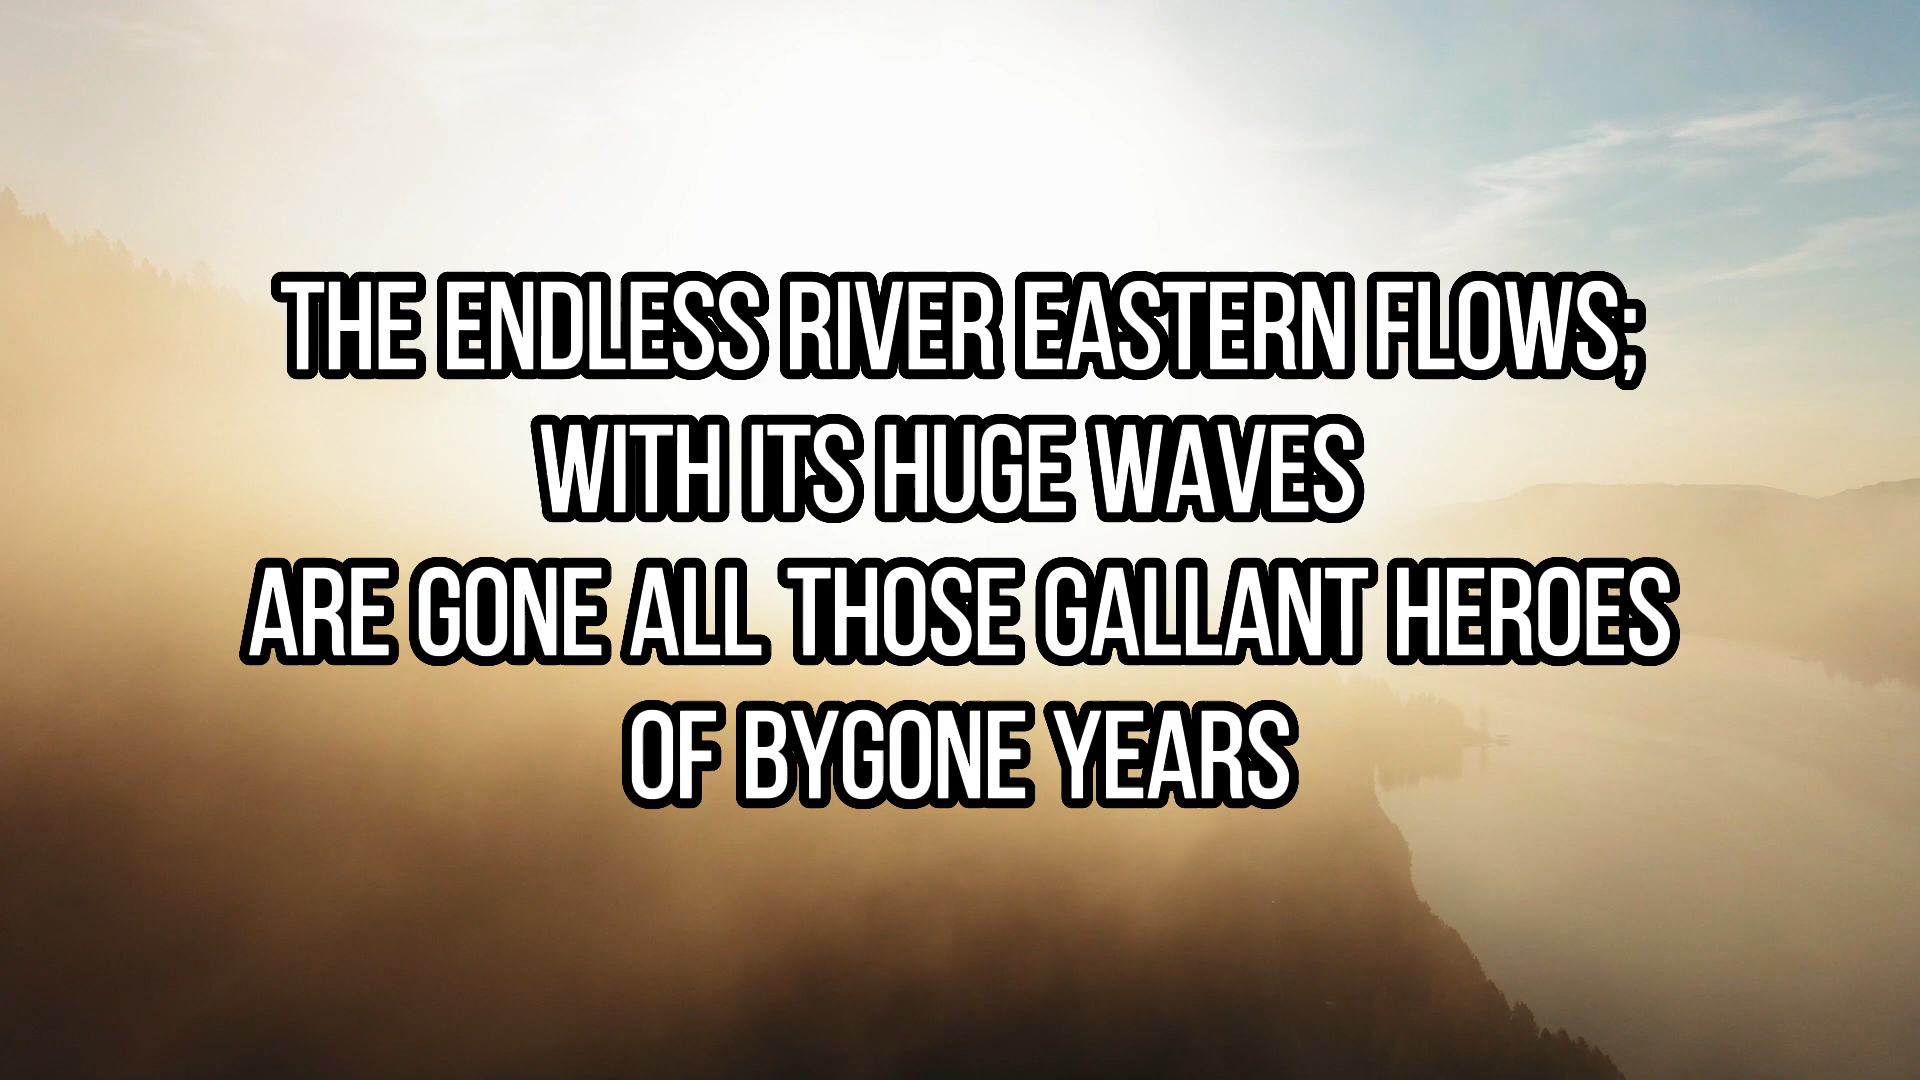 THE ENDLESS RIVER EASTERN FLOWS;
WITH ITS HUGE WAVES
ARE GONE ALL THOSE GALLANT HEROES
OF BYGONE YEARS